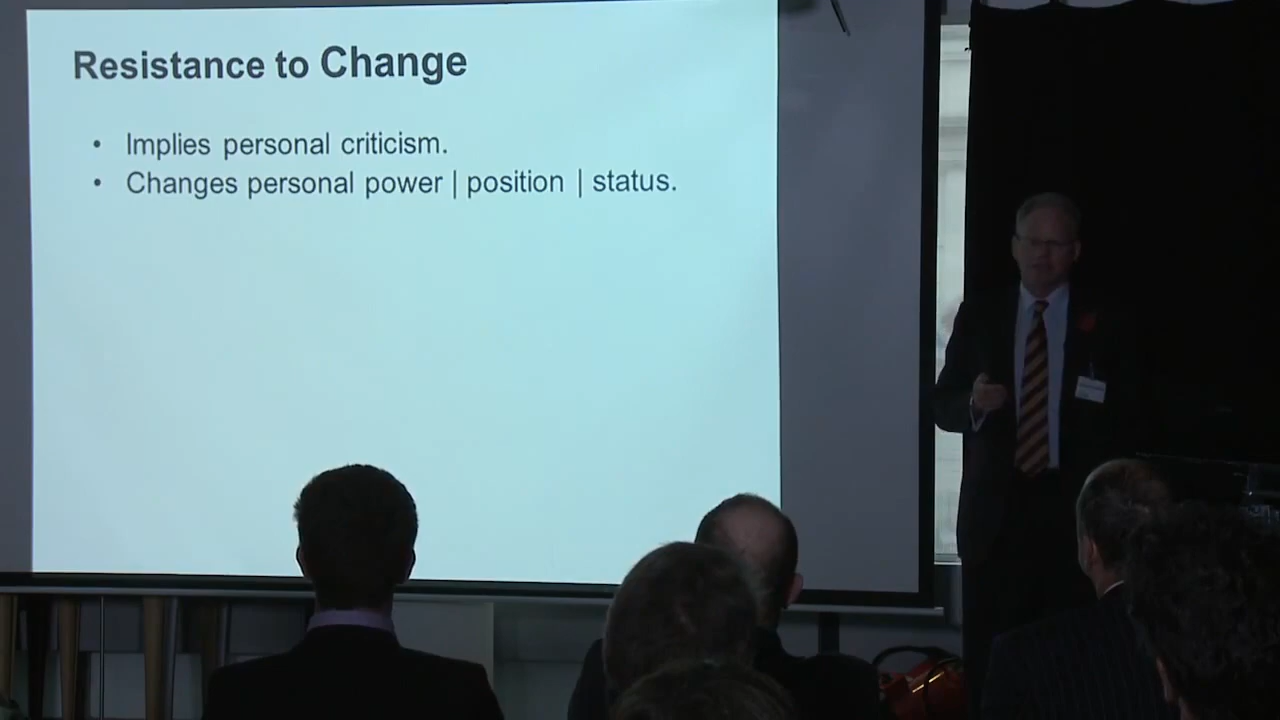 Resistance to Change
• Implies personal criticism.
• Changes personal power | position | status.